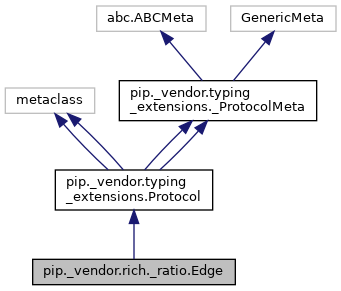 abc.ABCMeta
GenericMeta
metaclass
pip._vendor.typing
_extensions._ProtocolMeta
pip._vendor.typing
_extensions.Protocol
pip._vendor.rich._ratio.Edge